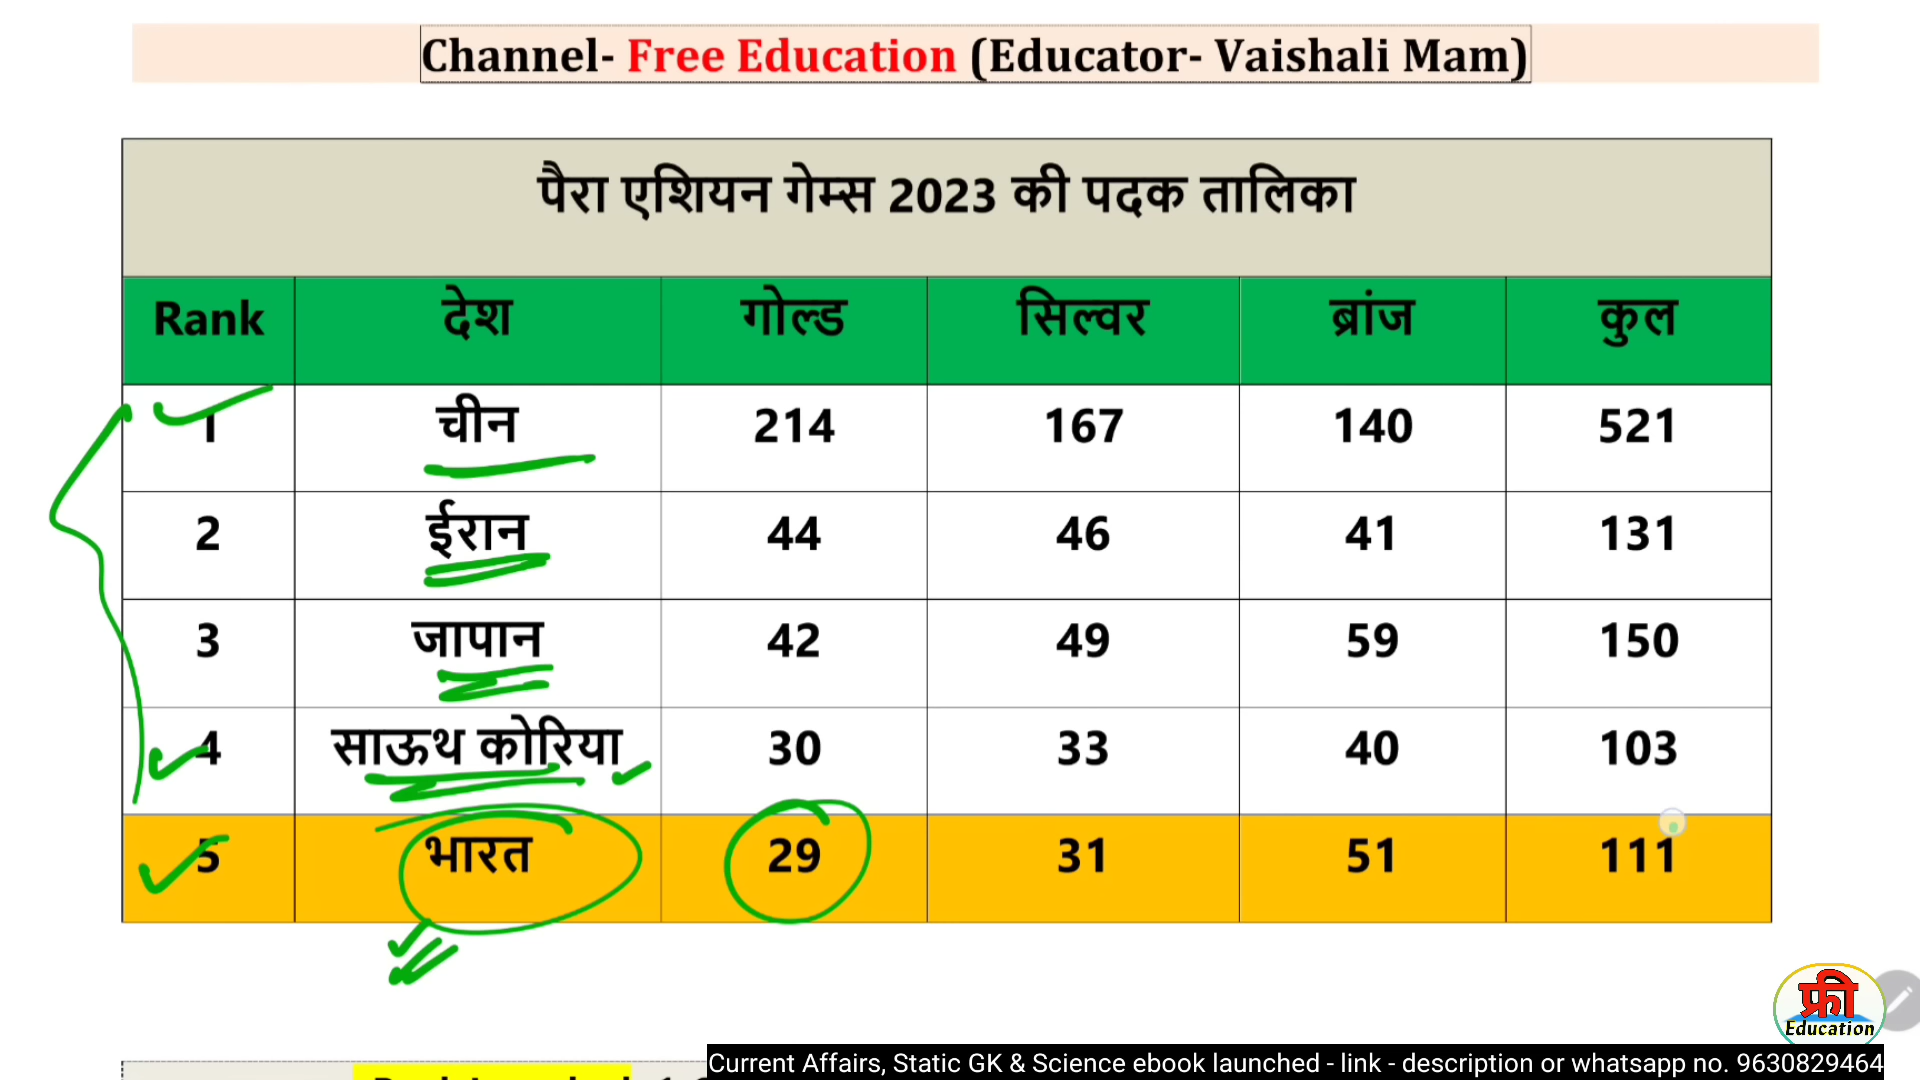 Channel- Free Education (Educator- Vaishali Mam)
पैरा एशियन गेम्स 2023 की पदक तालिका
Rank देश गोल्ड सिल्वर ब्रांज कुल
1 चीन 214 167 140 521
2 ईरान 44 46 41 131
3 जापान 42 49 59 150
4 साऊथ कोरिया 30 33 40 103
5 भारत 29 31 51 111
फ्री
Education
Current Affairs, Static GK & Science ebook launched - link - description or whatsapp no. 9630829464